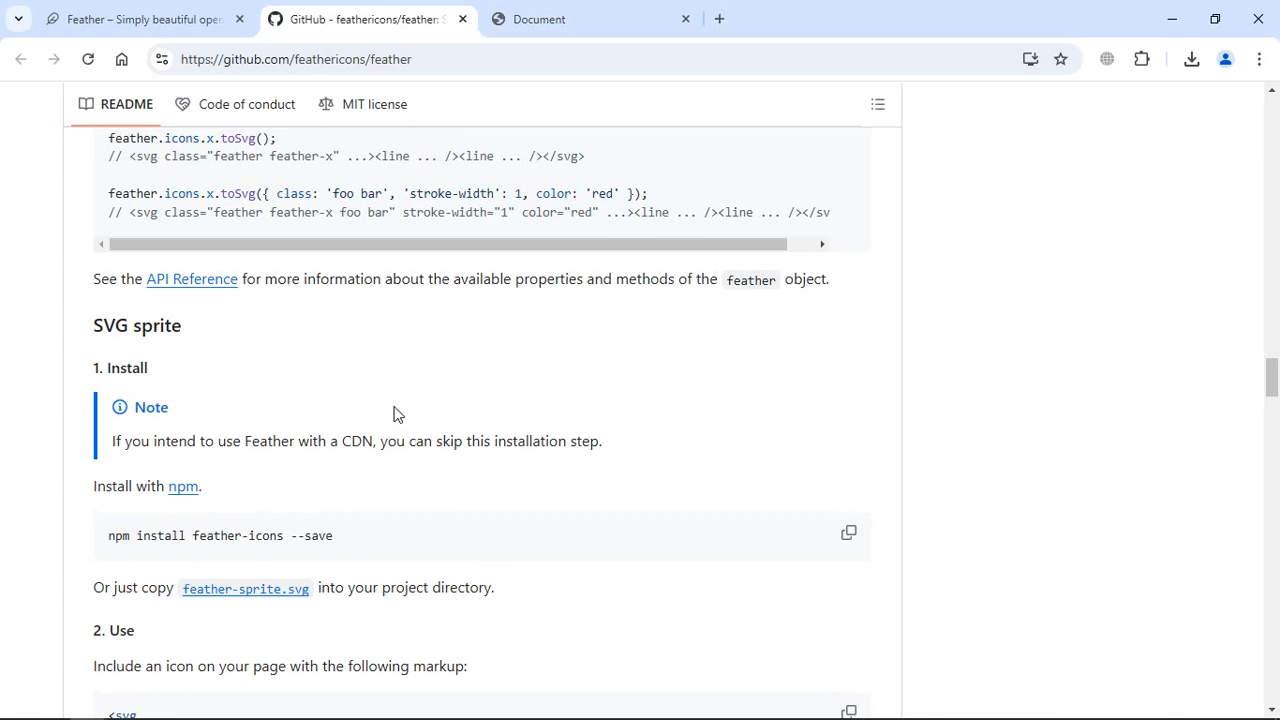 Feather – Simply beautiful open
GitHub - feathericons/feather: S
Document
https://github.com/feathericons/feather
README
Code of conduct
MIT license
feather.icons.x.toSvg();
// <svg class="feather feather-x" ...><line ... /><line ... /></svg>
feather.icons.x.toSvg({ class: 'foo bar', 'stroke-width': 1, color: 'red' });
// <svg class="feather feather-x foo bar" stroke-width="1" color="red" ...><line ... /><line ... /></sv
See the API Reference for more information about the available properties and methods of the feather object.
SVG sprite
1. Install
Note
If you intend to use Feather with a CDN, you can skip this installation step.
Install with npm.
npm install feather-icons --save
Or just copy feather-sprite.svg into your project directory.
2. Use
Include an icon on your page with the following markup:
<svg